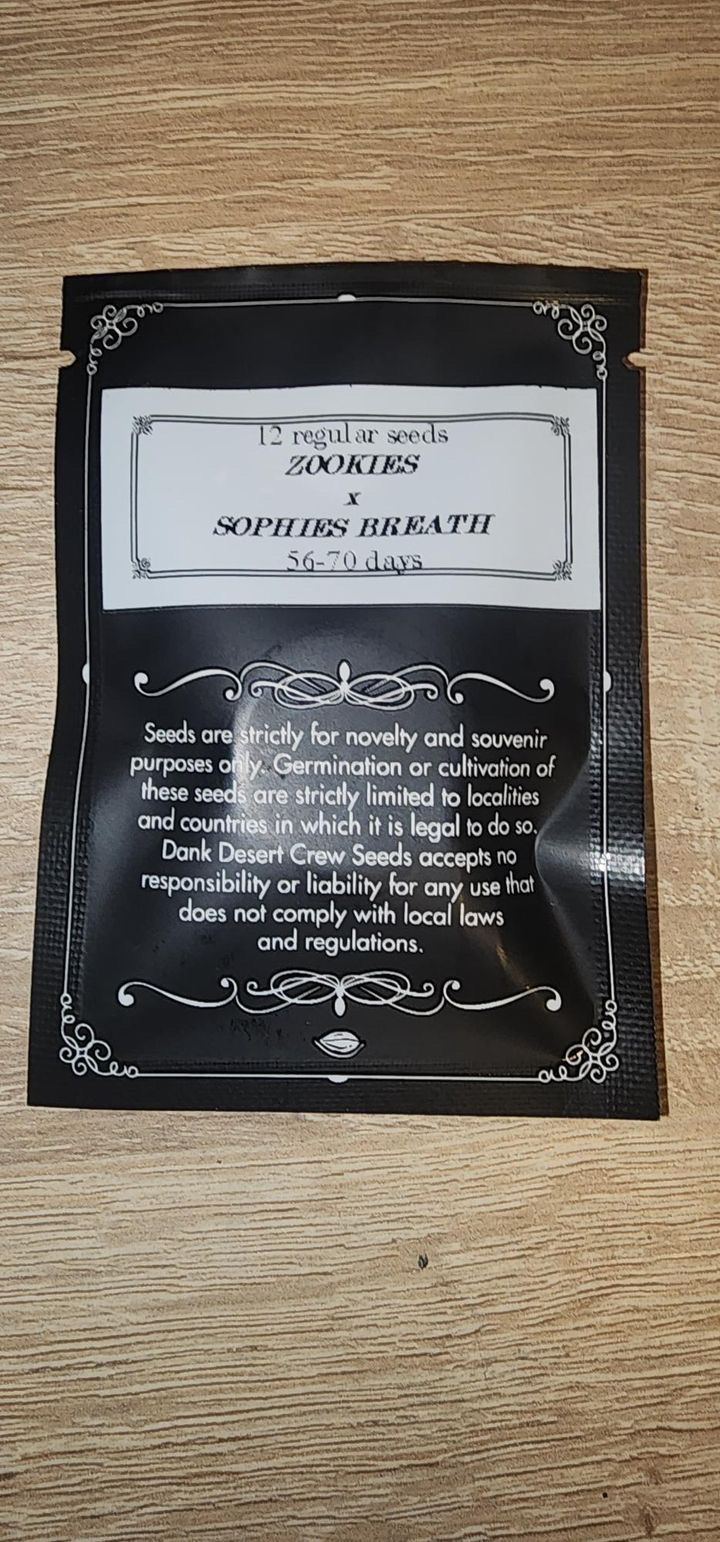 12 regular seeds
ZOOKIES
x
SOPHIES BREATH
56-70 days
Seeds are strictly for novelty and souvenir
purposes only. Germination or cultivation of
these seeds are strictly limited to localities
and countries in which it is legal to do so.
Dank Desert Crew Seeds accepts no
responsibility or liability for any use that
does not comply with local laws
and regulations.